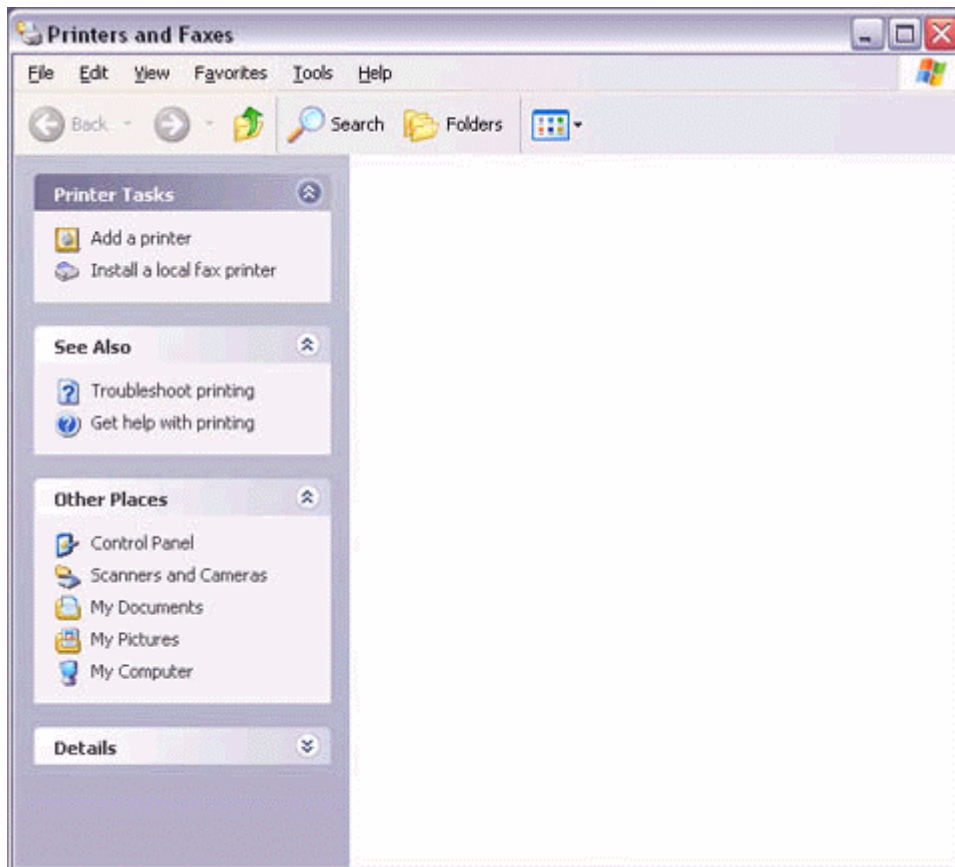 Printers and Faxes
File Edit View Favorites Tools Help
Back Search Folders
Printer Tasks
Add a printer
Install a local fax printer
See Also
Troubleshoot printing
Get help with printing
Other Places
Control Panel
Scanners and Cameras
My Documents
My Pictures
My Computer
Details